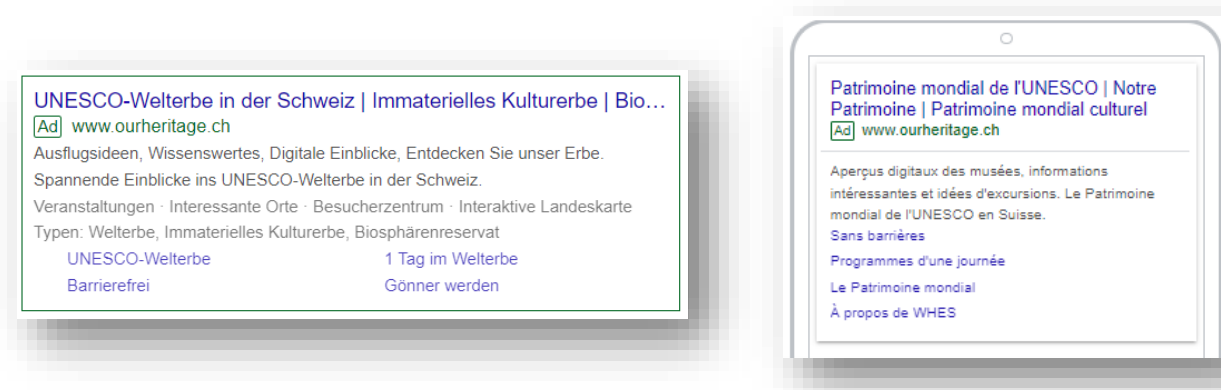 UNESCO-Welterbe in der Schweiz | Immaterielles Kulturerbe | Bio...
Ad www.ourheritage.ch
Ausflugsideen, Wissenswertes, Digitale Einblicke, Entdecken Sie unser Erbe.
Spannende Einblicke ins UNESCO-Welterbe in der Schweiz.
Veranstaltungen · Interessante Orte · Besucherzentrum · Interaktive Landeskarte
Typen: Welterbe, Immaterielles Kulturerbe, Biosphärenreservat
UNESCO-Welterbe 1 Tag im Welterbe
Barrierefrei Gönner werden
Patrimoine mondial de l'UNESCO | Notre
Patrimoine | Patrimoine mondial culturel
Ad www.ourheritage.ch
Aperçus digitaux des musées, informations
intéressantes et idées d'excursions. Le Patrimoine
mondial de l'UNESCO en Suisse.
Sans barrières
Programmes d'une journée
Le Patrimoine mondial
À propos de WHES